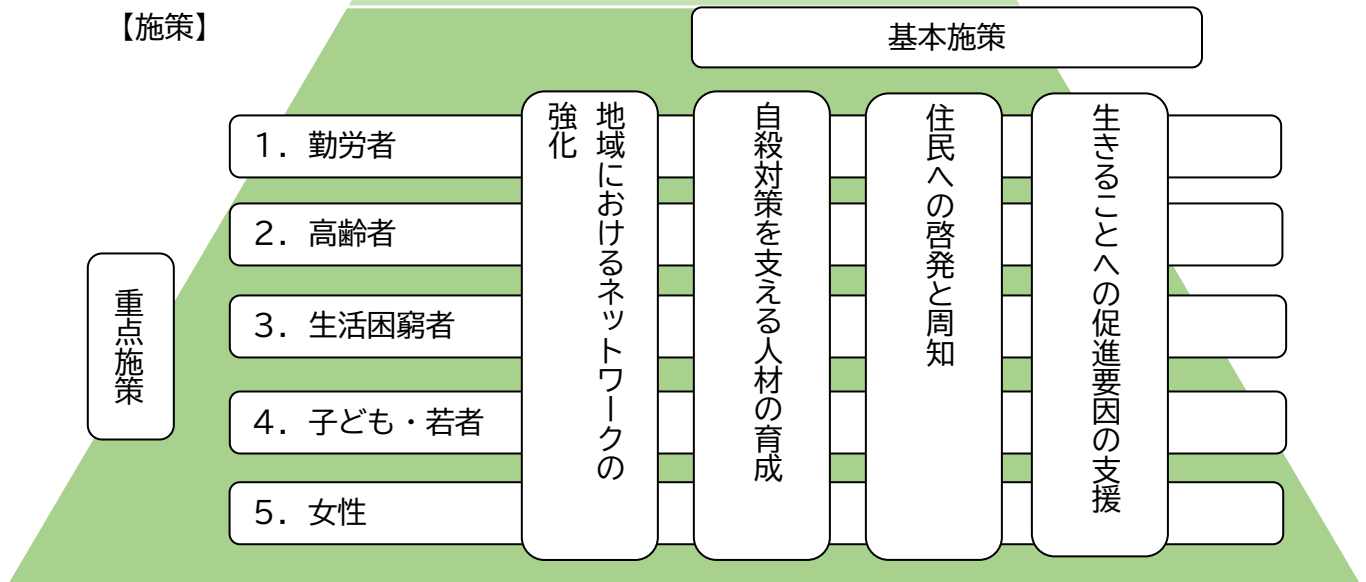 【施策】
基本施策
地域におけるネットワークの
強化
自殺対策を支える人材の育成
住民への啓発と周知
生きることへの促進要因の支援
重点施策
1．勤労者
2．高齢者
3．生活困窮者
4．子ども・若者
5．女性